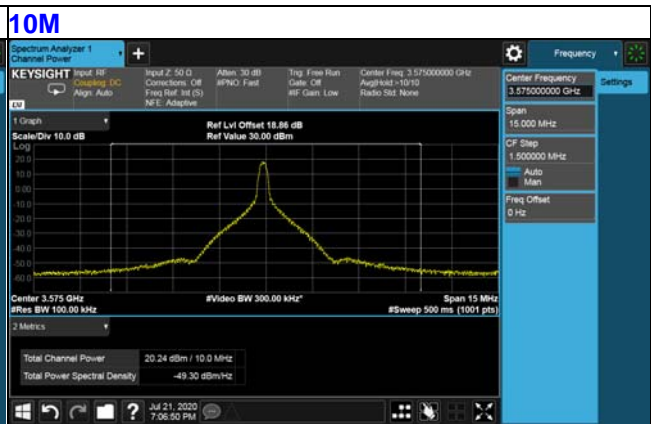 10M
Spectrum Analyzer 1
Channel Power
+
Frequency
KEYSIGHT
Input: RF
Coupling: DC
Align: Auto
Input Z: 50 Ω
Corrections: Off
Freq Ref: Int (S)
NFE: Adaptive
Atten: 30 dB
#PNO: Fast
Trig: Free Run
Gate: Off
#IF Gain: Low
Center Freq: 3.575000000 GHz
Avg|Hold:>10/10
Radio Std: None
Center Frequency
3.575000000 GHz
Settings
Span
15.000 MHz
CF Step
1.500000 MHz
Auto
Man
Freq Offset
0 Hz
1 Graph
Scale/Div 10.0 dB
Ref Lvl Offset 18.86 dB
Ref Value 30.00 dBm
Log
20.0
10.0
0.00
-10.0
-20.0
-30.0
-40.0
-50.0
-60.0
Center 3.575 GHz
#Res BW 100.00 kHz
#Video BW 300.00 kHz*
Span 15 MHz
#Sweep 500 ms (1001 pts)
2 Metrics
Total Channel Power 20.24 dBm / 10.0 MHz
Total Power Spectral Density -49.30 dBm/Hz
?
Jul 21, 2020
7:06:50 PM